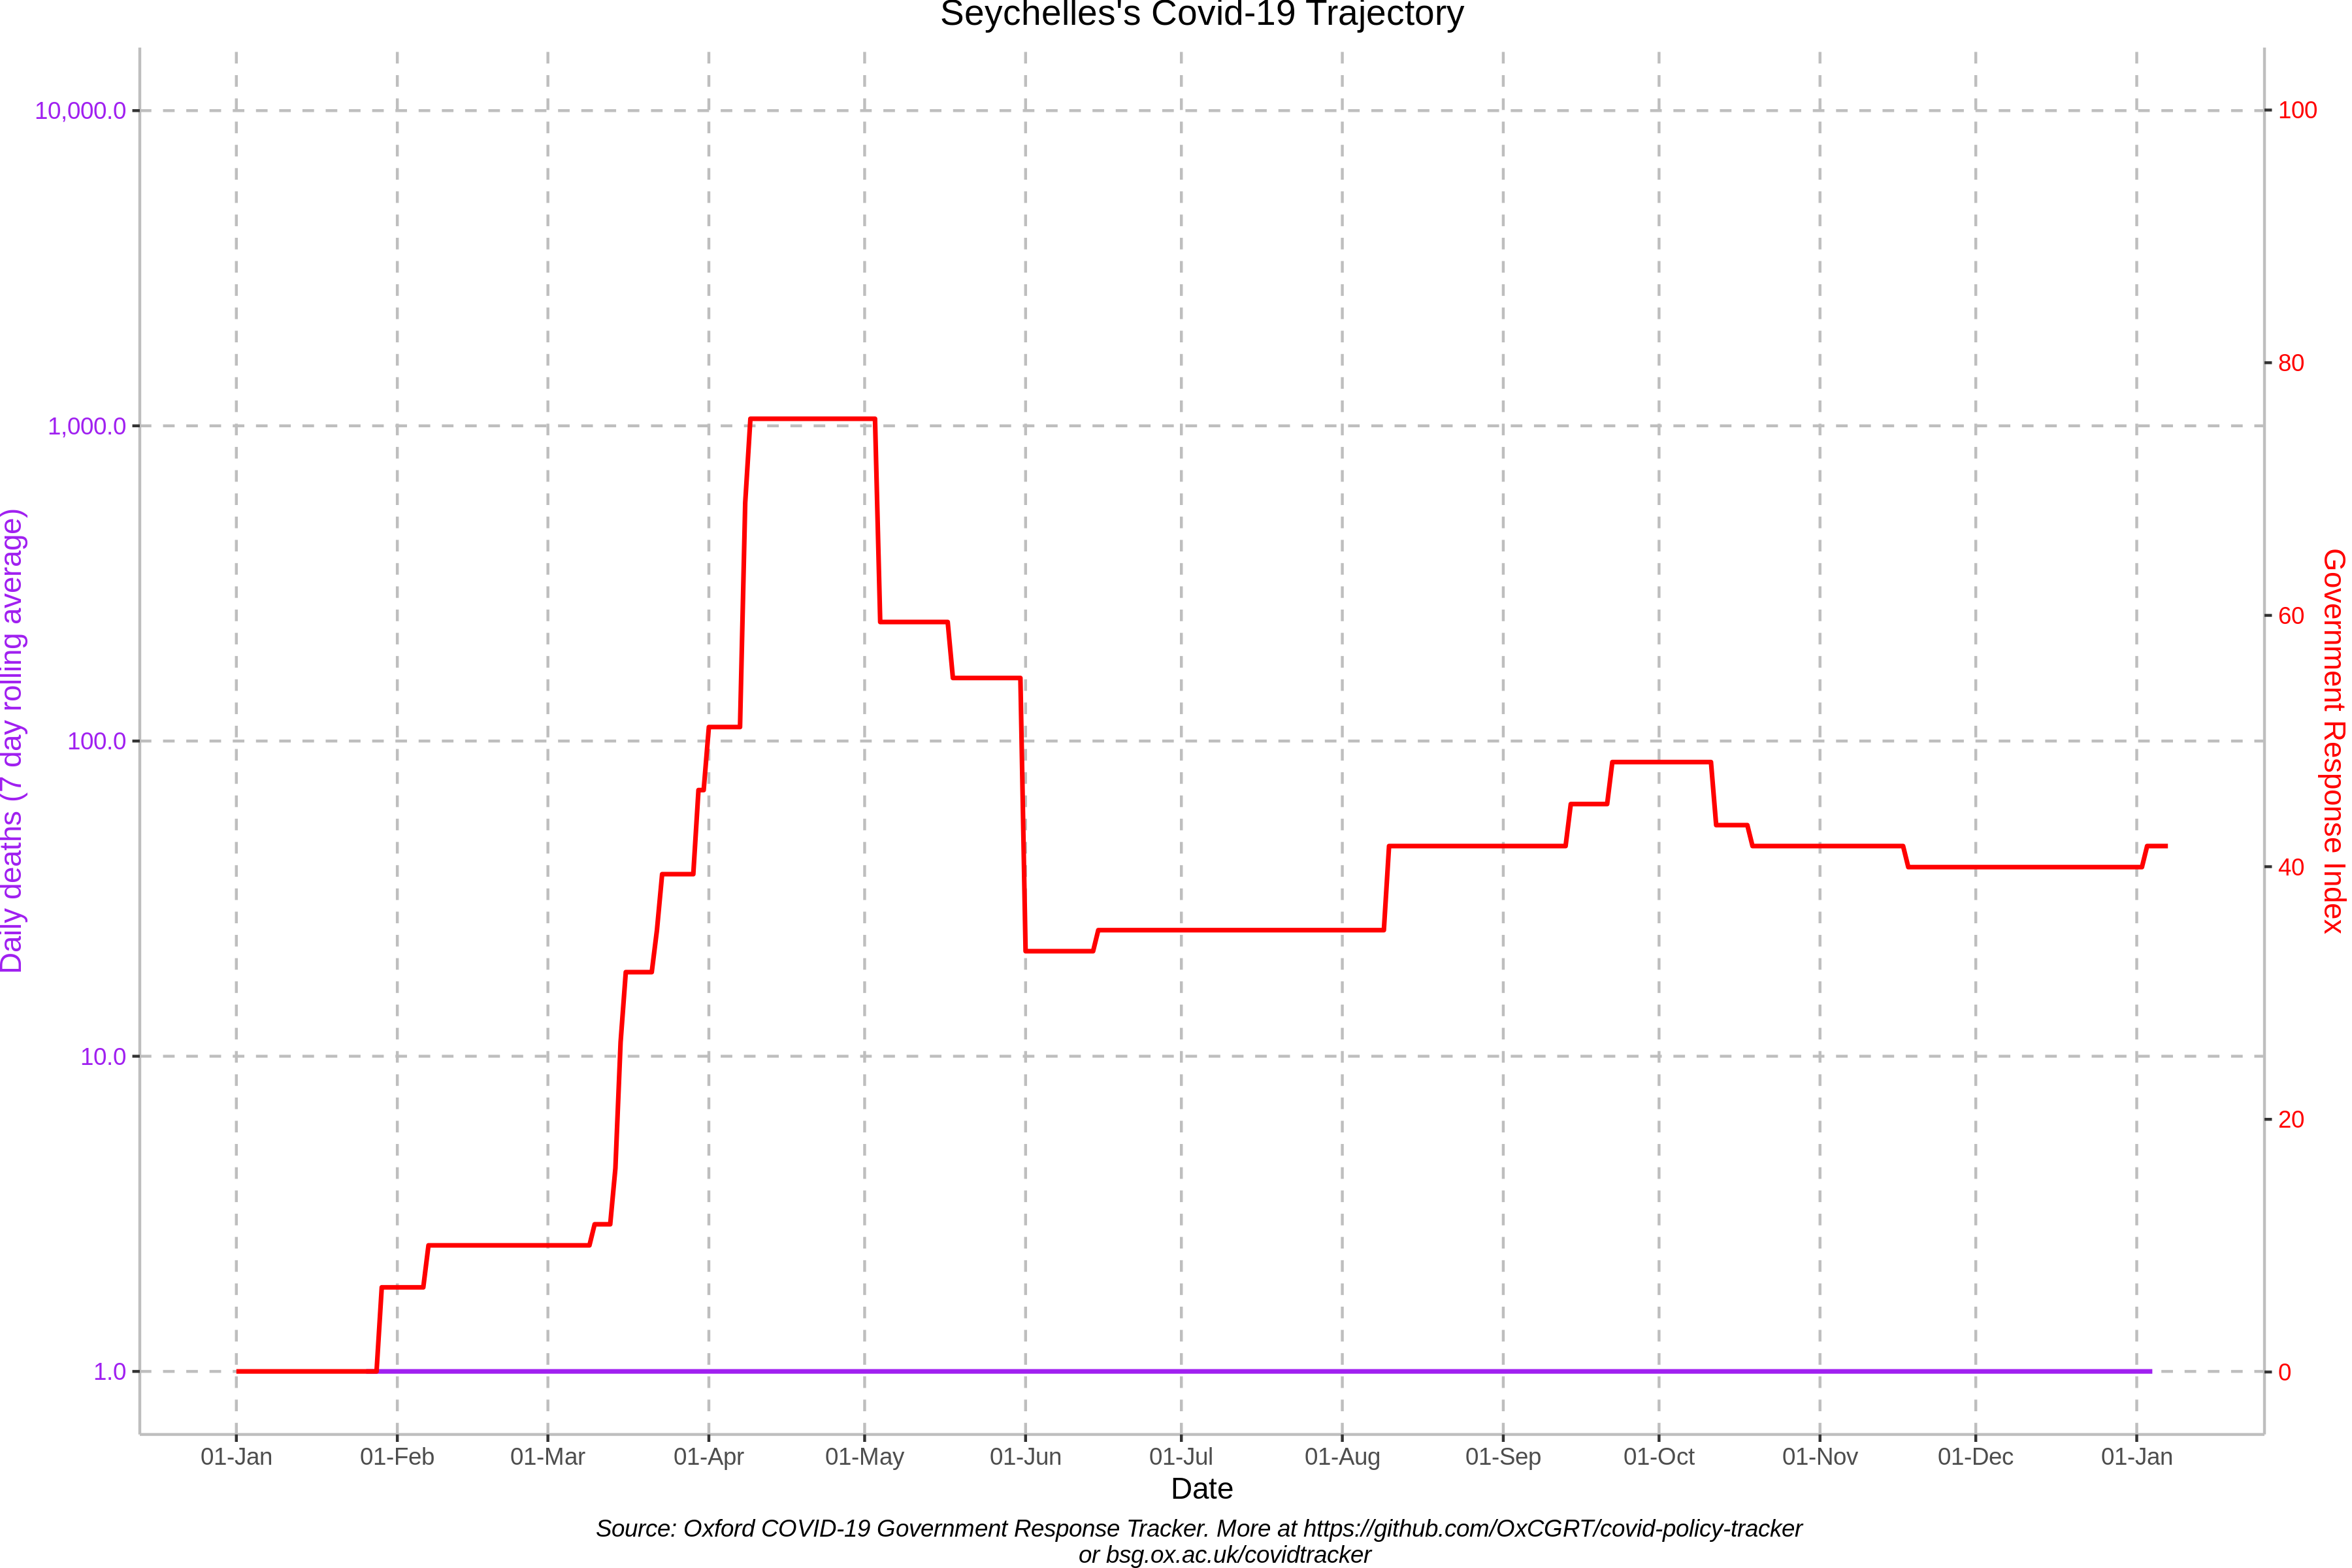 Seychelles's Covid-19 Trajectory
10,000.0
1,000.0
100.0
10.0
1.0
Daily deaths (7 day rolling average)
100
80
60
40
20
0
Government Response Index
01-Jan 01-Feb 01-Mar 01-Apr 01-May 01-Jun 01-Jul 01-Aug 01-Sep 01-Oct 01-Nov 01-Dec 01-Jan
Date
Source: Oxford COVID-19 Government Response Tracker. More at https://github.com/OxCGRT/covid-policy-tracker
or bsg.ox.ac.uk/covidtracker